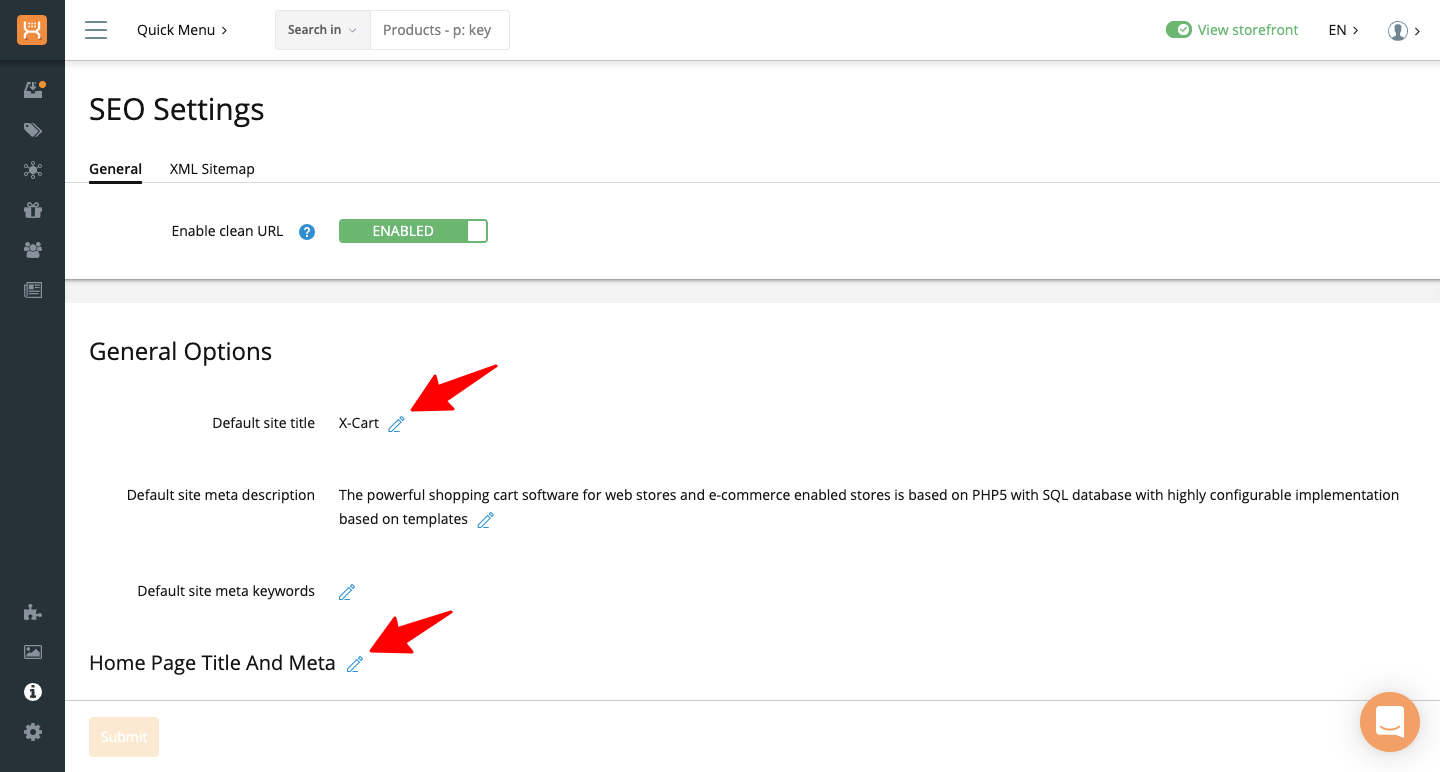 Quick Menu
Search in
Products - p: key
View storefront
EN
SEO Settings
General
XML Sitemap
Enable clean URL
?
ENABLED
General Options
Default site title
X-Cart
Default site meta description
The powerful shopping cart software for web stores and e-commerce enabled stores is based on PHP5 with SQL database with highly configurable implementation
based on templates
Default site meta keywords
Home Page Title And Meta
Submit